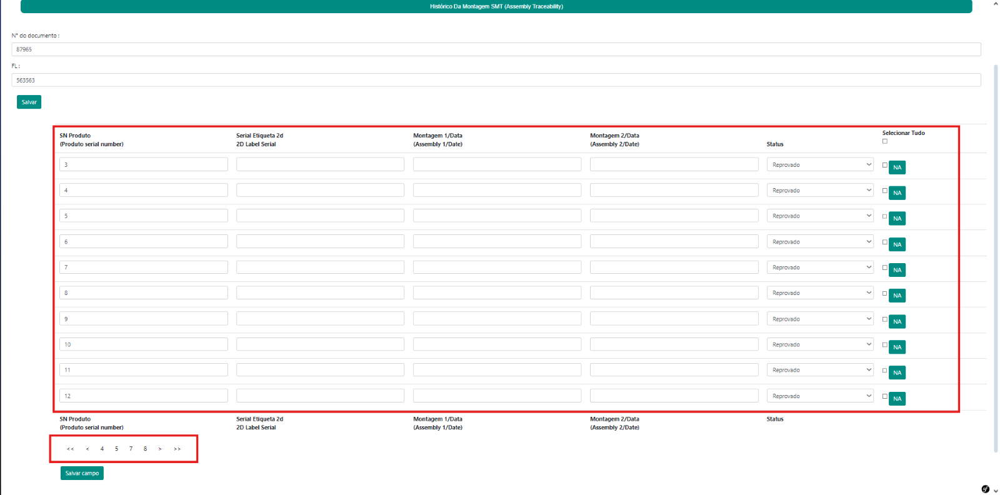 Histórico Da Montagem SMT (Assembly Traceability)
Nº do documento :
87965
FL :
563563
Salvar
SN Produto Serial Etiqueta 2d Montagem 1/Data Montagem 2/Data Selecionar Tudo
(Produto serial number) 2D Label Serial (Assembly 1/Date) (Assembly 2/Date) Status
3 Reprovado NA
4 Reprovado NA
5 Reprovado NA
6 Reprovado NA
7 Reprovado NA
8 Reprovado NA
9 Reprovado NA
10 Reprovado NA
11 Reprovado NA
12 Reprovado NA
SN Produto Serial Etiqueta 2d Montagem 1/Data Montagem 2/Data Status
(Produto serial number) 2D Label Serial (Assembly 1/Date) (Assembly 2/Date)
<< < 4 5 7 8 > >>
Salvar campo
sf